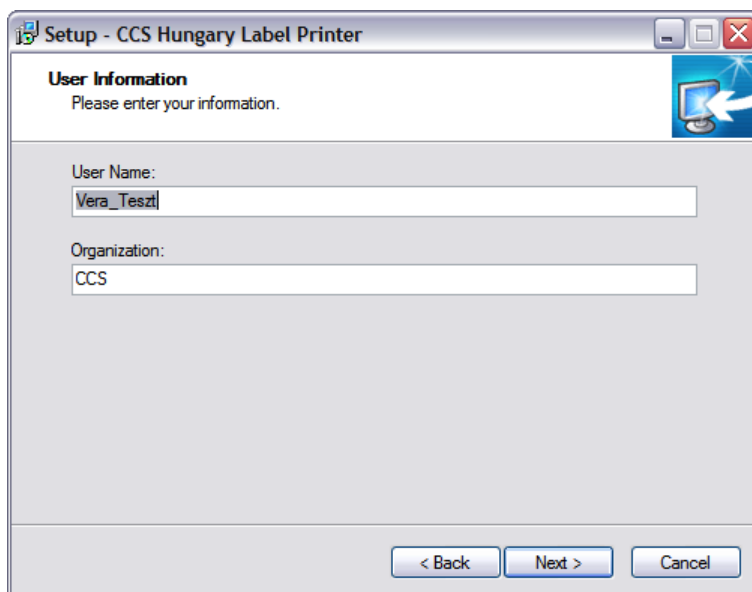 Setup - CCS Hungary Label Printer
User Information
Please enter your information.
User Name:
Vera_Teszt
Organization:
CCS
< Back Next > Cancel